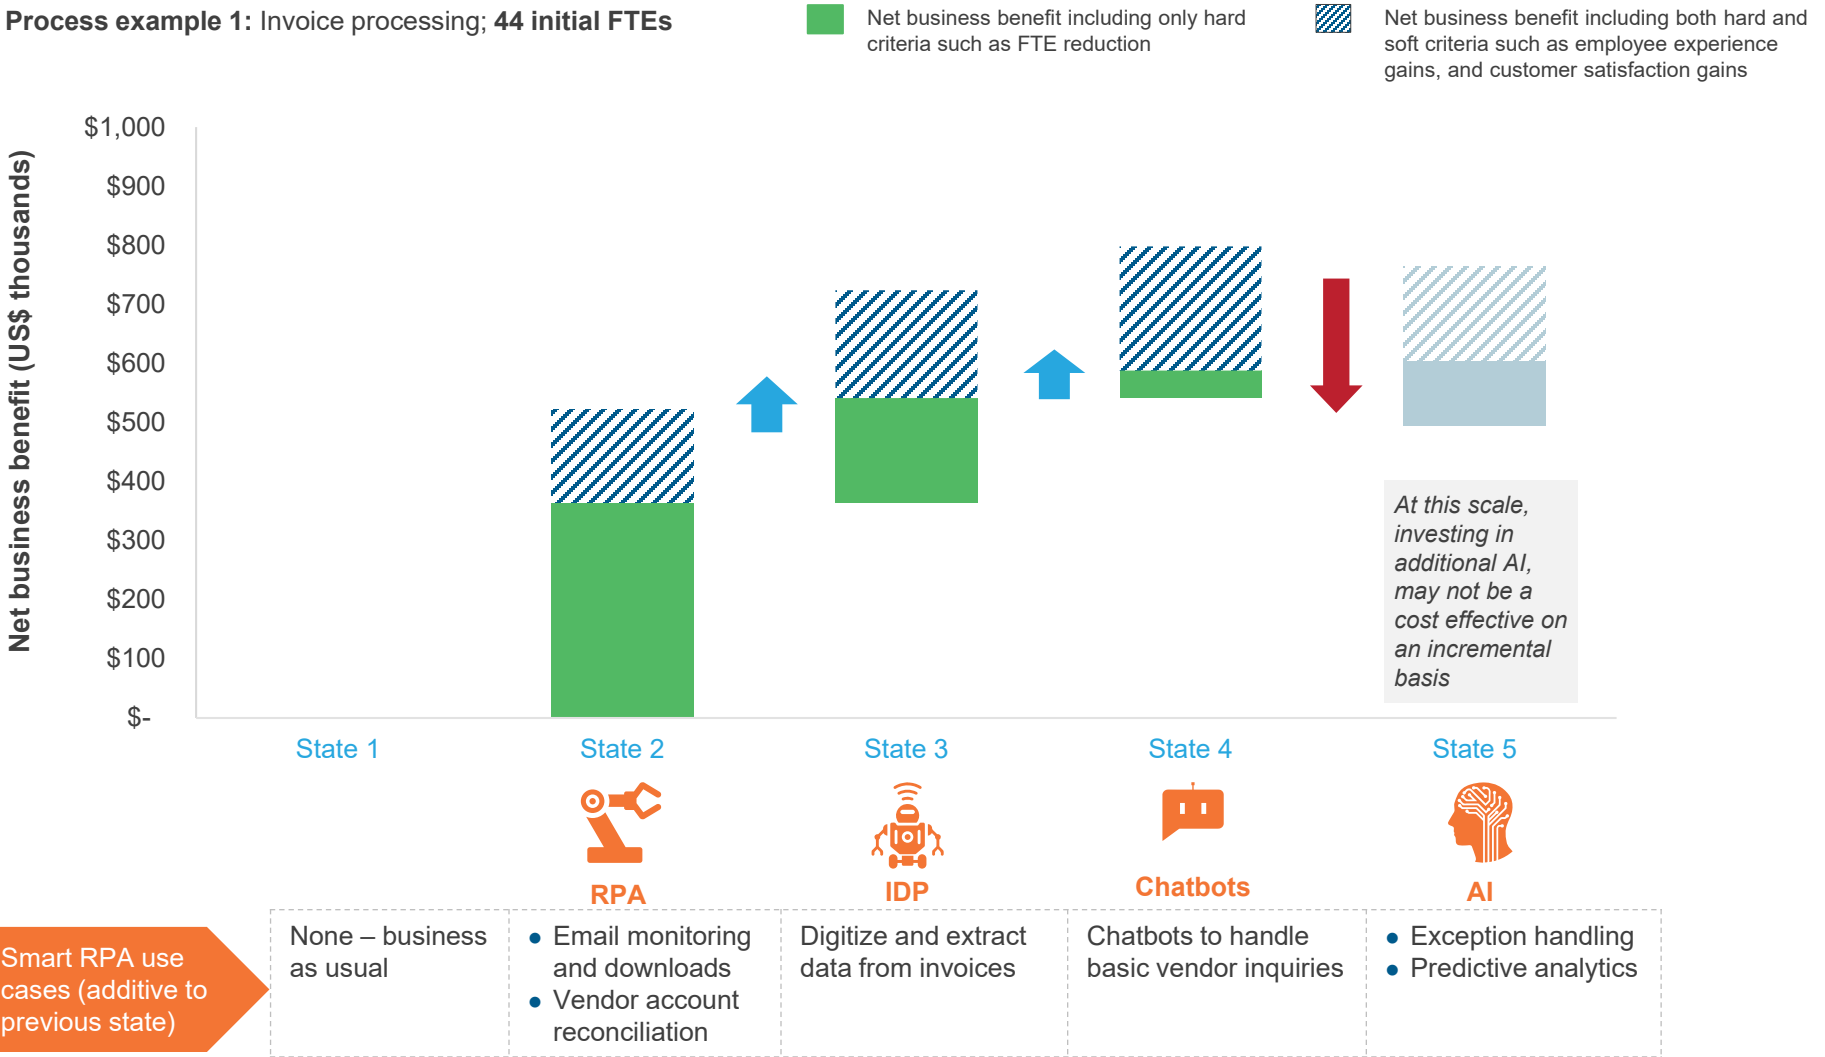 Process example 1: Invoice processing; 44 initial FTEs
Net business benefit including only hard
criteria such as FTE reduction
Net business benefit including both hard and
soft criteria such as employee experience
gains, and customer satisfaction gains
Net business benefit (US$ thousands)
$1,000
$900
$800
$700
$600
$500
$400
$300
$200
$100
$-
At this scale,
investing in
additional AI,
may not be a
cost effective on
an incremental
basis
State 1
State 2
State 3
State 4
State 5
RPA
IDP
Chatbots
AI
Smart RPA use
cases (additive to
previous state)
None – business
as usual
● Email monitoring
and downloads
● Vendor account
reconciliation
Digitize and extract
data from invoices
Chatbots to handle
basic vendor inquiries
● Exception handling
● Predictive analytics